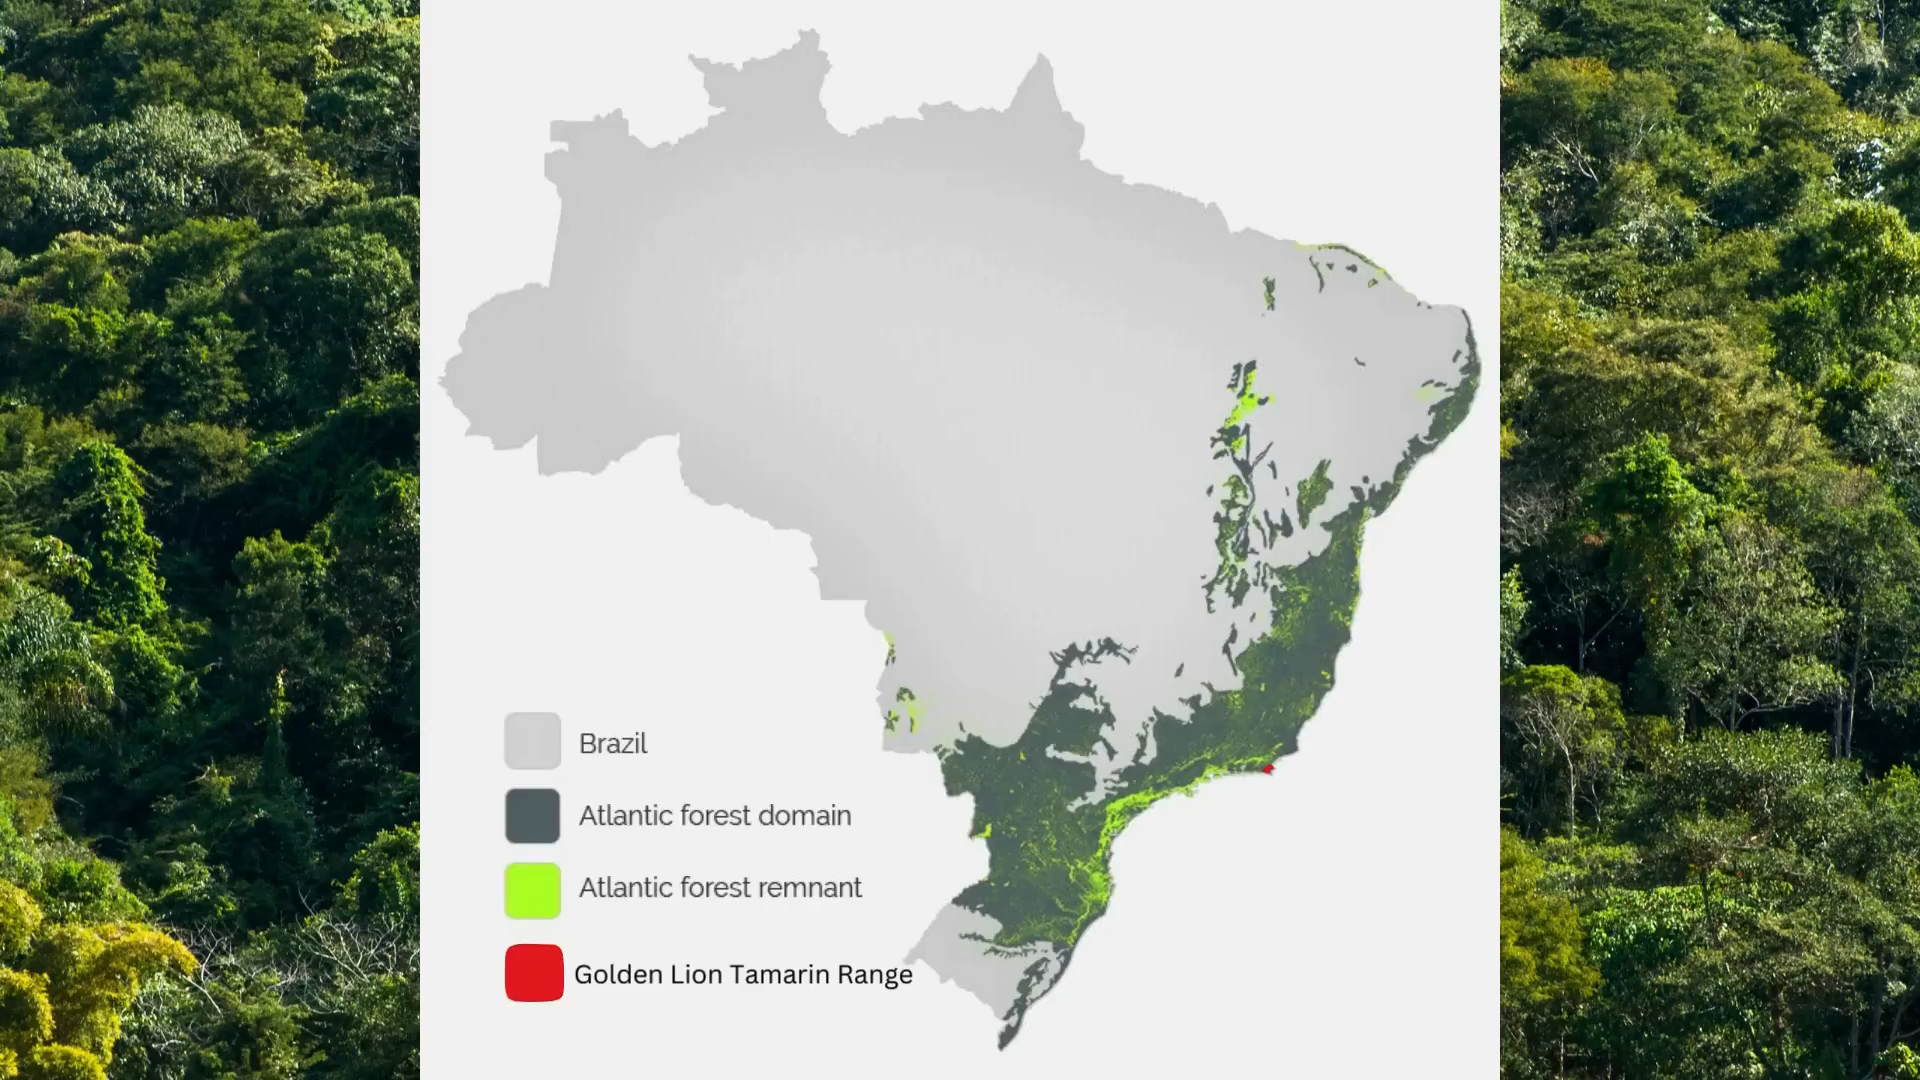 Brazil
Atlantic forest domain
Atlantic forest remnant
Golden Lion Tamarin Range